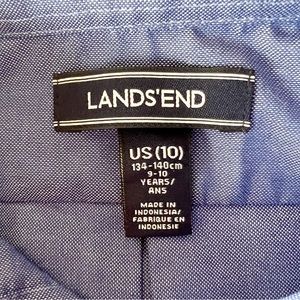 LANDS'END
US (10)
134-140cm
9-10
YEARS/
ANS
MADE IN
INDONESIA/
FABRIQUE EN
INDONESIE